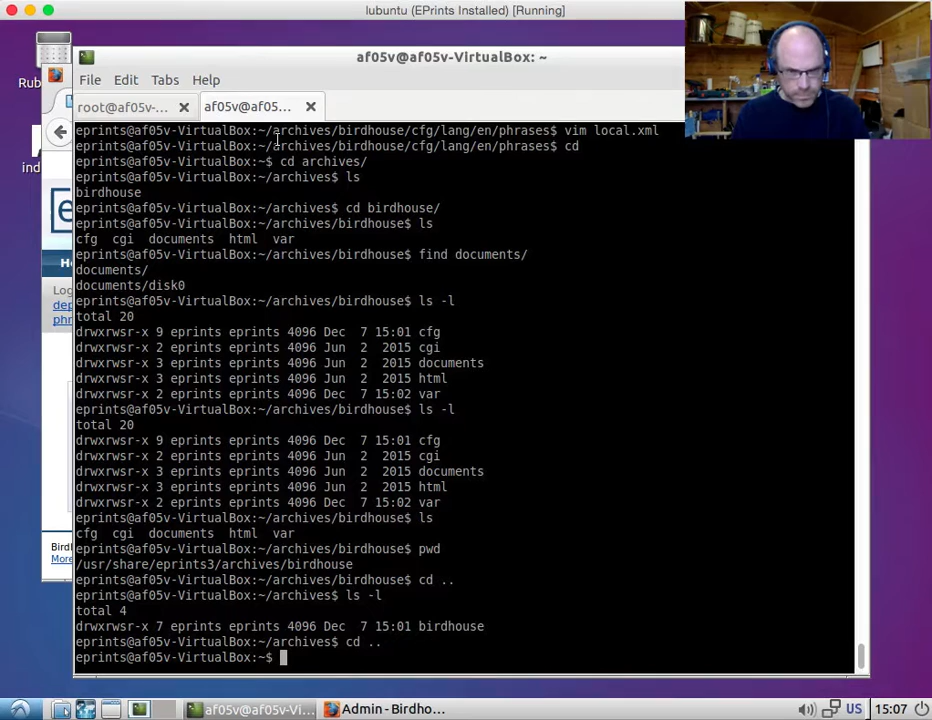 lubuntu (EPrints Installed) [Running]
Rub
ind
af05v@af05v-VirtualBox: ~
File Edit Tabs Help
root@af05v-... af05v@af05...
eprints@af05v-VirtualBox:~/archives/birdhouse/cfg/lang/en/phrases$ vim local.xml
eprints@af05v-VirtualBox:~/archives/birdhouse/cfg/lang/en/phrases$ cd
eprints@af05v-VirtualBox:~$ cd archives/
eprints@af05v-VirtualBox:~/archives$ ls
birdhouse
eprints@af05v-VirtualBox:~/archives$ cd birdhouse/
eprints@af05v-VirtualBox:~/archives/birdhouse$ ls
cfg cgi documents html var
eprints@af05v-VirtualBox:~/archives/birdhouse$ find documents/
documents/
documents/disk0
eprints@af05v-VirtualBox:~/archives/birdhouse$ ls -l
total 20
drwxrwsr-x 9 eprints eprints 4096 Dec 7 15:01 cfg
drwxrwsr-x 2 eprints eprints 4096 Jun 2 2015 cgi
drwxrwsr-x 3 eprints eprints 4096 Jun 2 2015 documents
drwxrwsr-x 3 eprints eprints 4096 Jun 2 2015 html
drwxrwsr-x 2 eprints eprints 4096 Dec 7 15:02 var
eprints@af05v-VirtualBox:~/archives/birdhouse$ ls -l
total 20
drwxrwsr-x 9 eprints eprints 4096 Dec 7 15:01 cfg
drwxrwsr-x 2 eprints eprints 4096 Jun 2 2015 cgi
drwxrwsr-x 3 eprints eprints 4096 Jun 2 2015 documents
drwxrwsr-x 3 eprints eprints 4096 Jun 2 2015 html
drwxrwsr-x 2 eprints eprints 4096 Dec 7 15:02 var
eprints@af05v-VirtualBox:~/archives/birdhouse$ ls
cfg cgi documents html var
eprints@af05v-VirtualBox:~/archives/birdhouse$ pwd
/usr/share/eprints3/archives/birdhouse
eprints@af05v-VirtualBox:~/archives/birdhouse$ cd ..
eprints@af05v-VirtualBox:~/archives$ ls -l
total 4
drwxrwsr-x 7 eprints eprints 4096 Dec 7 15:01 birdhouse
eprints@af05v-VirtualBox:~/archives$ cd ..
eprints@af05v-VirtualBox:~$
e
Ho
Log
dep
phr
Bird
More
af05v@af05v-Vi... Admin - Birdho... US 15:07